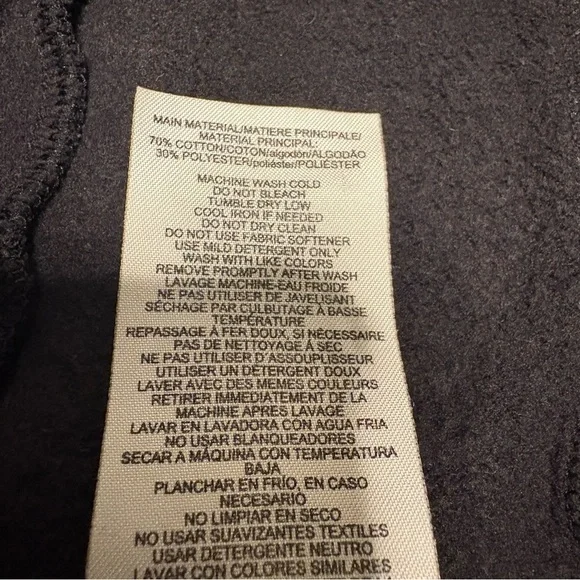 MAIN MATERIAL/MATIERE PRINCIPALE/
MATERIAL PRINCIPAL:
70% COTTON/COTON/algodón/ALGODÃO
30% POLYESTER/poliéster/POLIÉSTER
MACHINE WASH COLD
DO NOT BLEACH
TUMBLE DRY LOW
COOL IRON IF NEEDED
DO NOT DRY CLEAN
DO NOT USE FABRIC SOFTENER
USE MILD DETERGENT ONLY
WASH WITH LIKE COLORS
REMOVE PROMPTLY AFTER WASH
LAVAGE MACHINE-EAU FROIDE
NE PAS UTILISER DE JAVELISANT
SÉCHAGE PAR CULBUTAGE À BASSE
TEMPÉRATURE
REPASSAGE À FER DOUX, SI NÉCESSAIRE
PAS DE NETTOYAGE À SEC
NE PAS UTILISER D'ASSOUPLISSEUR
UTILISER UN DÉTERGENT DOUX
LAVER AVEC DES MEMES COULEURS
RETIRER IMMEDIATEMENT DE LA
MACHINE APRES LAVAGE
LAVAR EN LAVADORA CON AGUA FRIA
NO USAR BLANQUEADORES
SECAR A MÁQUINA CON TEMPERATURA
BAJA
PLANCHAR EN FRÍO, EN CASO
NECESARIO
NO LIMPIAR EN SECO
NO USAR SUAVIZANTES TEXTILES
USAR DETERGENTE NEUTRO
LAVAR CON COLORES SIMILARES